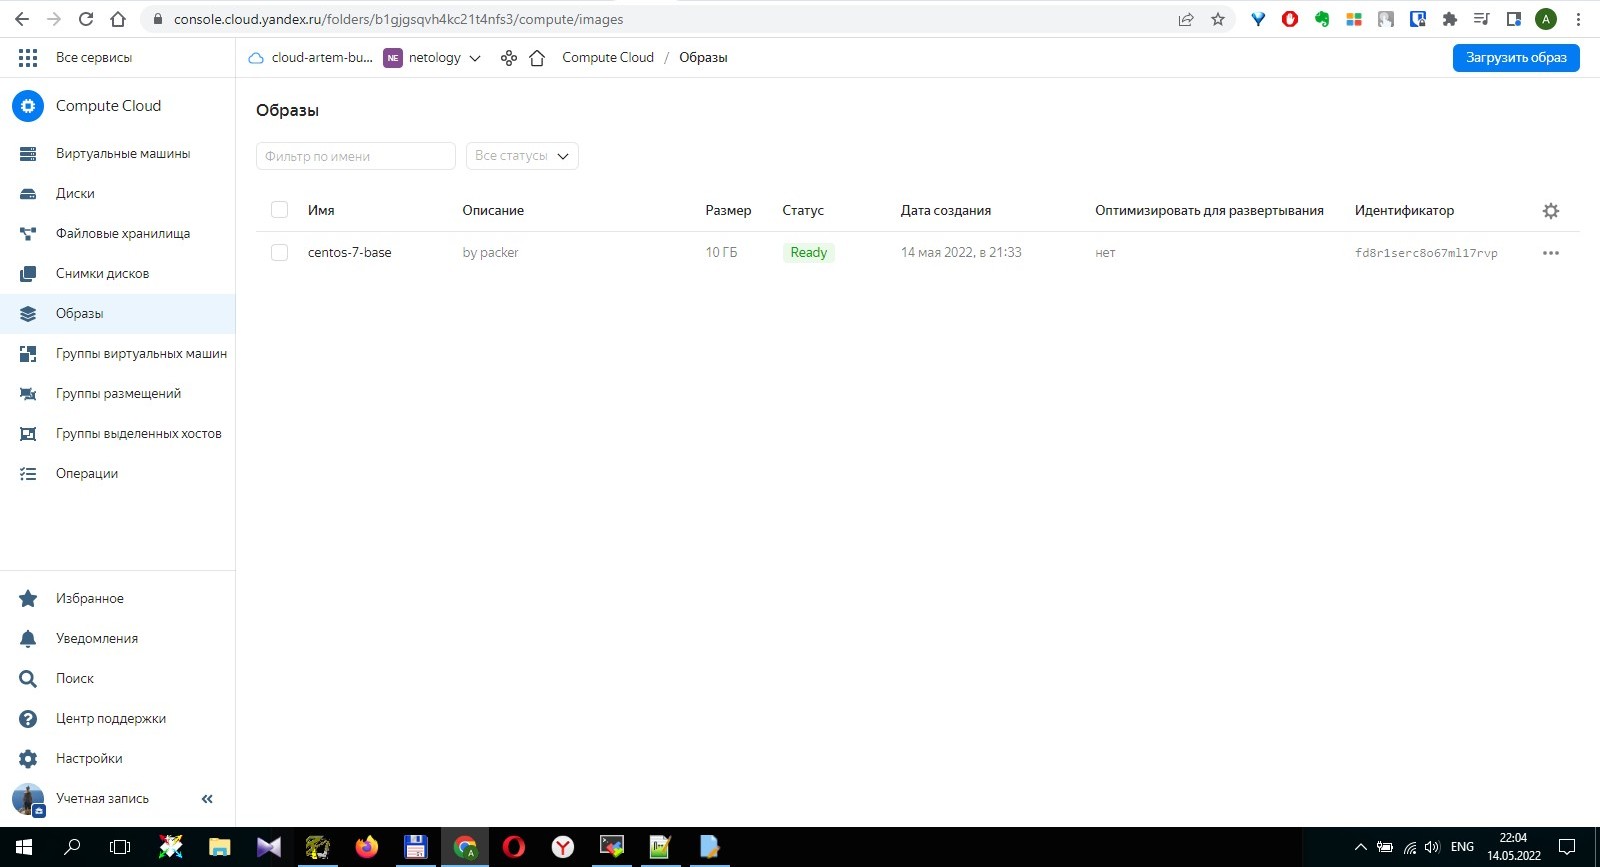 console.cloud.yandex.ru/folders/b1gjgsqvh4kc21t4nfs3/compute/images
A
Все сервисы
cloud-artem-bu...
NE
netology
Compute Cloud / Образы
Загрузить образ
Compute Cloud
Виртуальные машины
Диски
Файловые хранилища
Снимки дисков
Образы
Группы виртуальных машин
Группы размещений
Группы выделенных хостов
Операции
Избранное
Уведомления
Поиск
Центр поддержки
Настройки
Учетная запись
Образы
Фильтр по имени
Все статусы
Имя Описание Размер Статус Дата создания Оптимизировать для развертывания Идентификатор
centos-7-base by packer 10 ГБ Ready 14 мая 2022, в 21:33 нет fd8r1serc8o67ml17rvp
ENG
22:04
14.05.2022